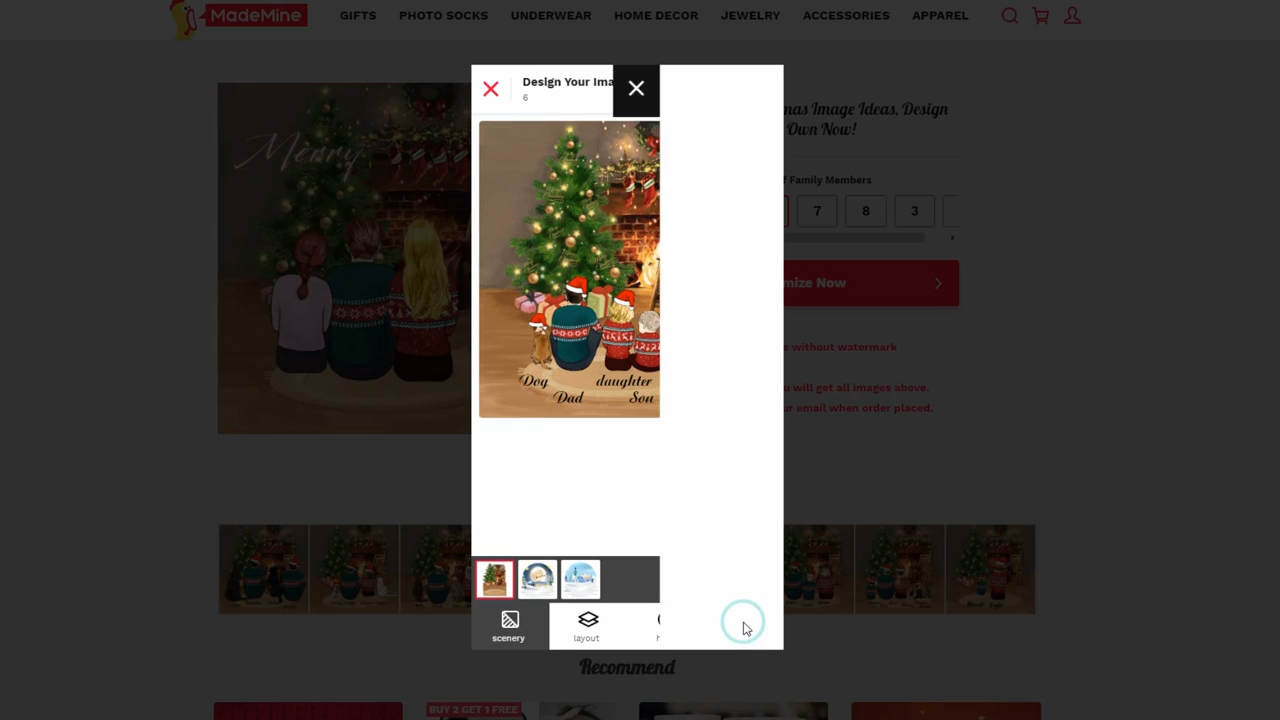 MadeMine
GIFTS PHOTO SOCKS UNDERWEAR HOME DECOR JEWELRY ACCESSORIES APPAREL
Design Your Ima
6
Merry
mas Image Ideas, Design
Own Now!
f Family Members
7 8 3
mize Now
Dog daughter
Dad Son
e without watermark
u will get all images above.
ur email when order placed.
scenery layout h
Recommend
BUY 2 GET 1 FREE